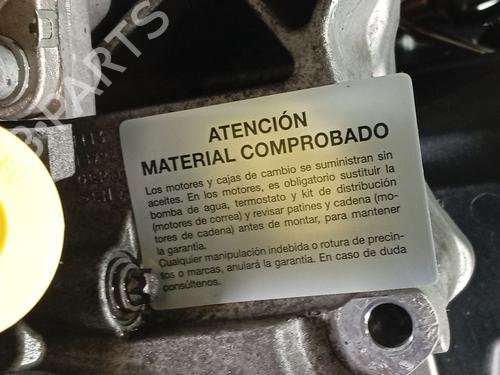 ATENCIÓN
MATERIAL COMPROBADO
Los motores y cajas de cambio se suministran sin
aceites. En los motores, es obligatorio sustituir la
bomba de agua, termostato y kit de distribución
(motores de correa) y revisar patines y cadena (mo-
tores de cadena) antes de montar, para mantener
la garantía.
Cualquier manipulación indebida o rotura de precin-
tos o marcas, anulará la garantía. En caso de duda
consúltenos.
PARTS